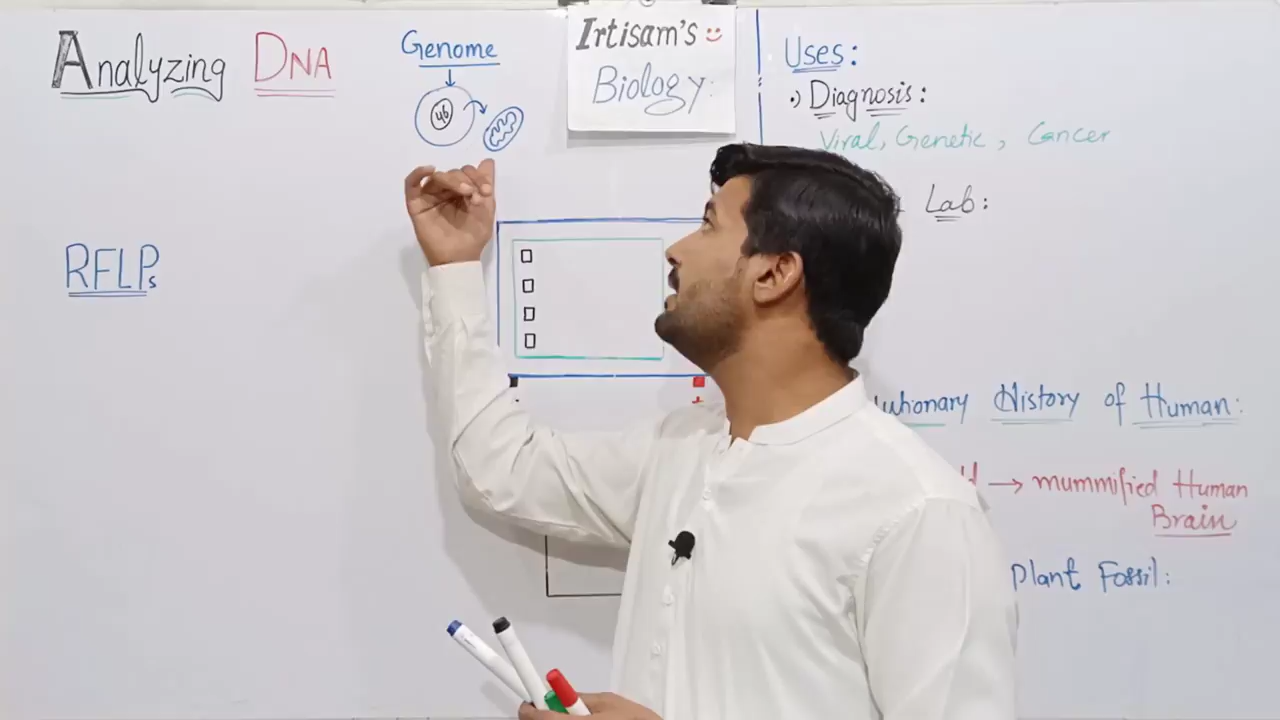 Analyzing DNA
Genome
46
RFLPs
Irtisam's
Biology:
Uses:
•) Diagnosis:
Viral, Genetic, Cancer
Lab:
History of Human:
→ mummified Human
Brain
Plant Fossil: